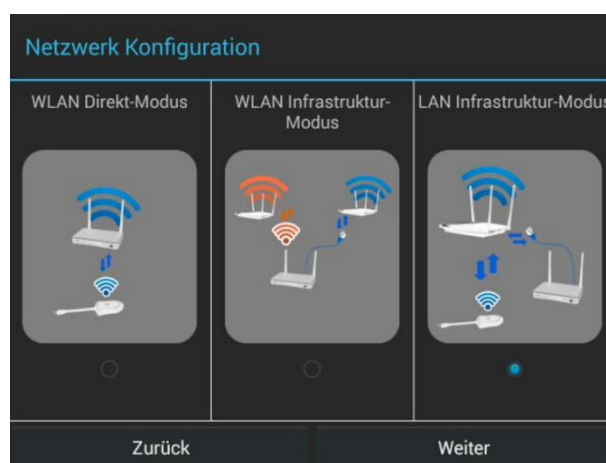 Netzwerk Konfiguration
WLAN Direkt-Modus
WLAN Infrastruktur-
Modus
LAN Infrastruktur-Modus
Zurück
Weiter